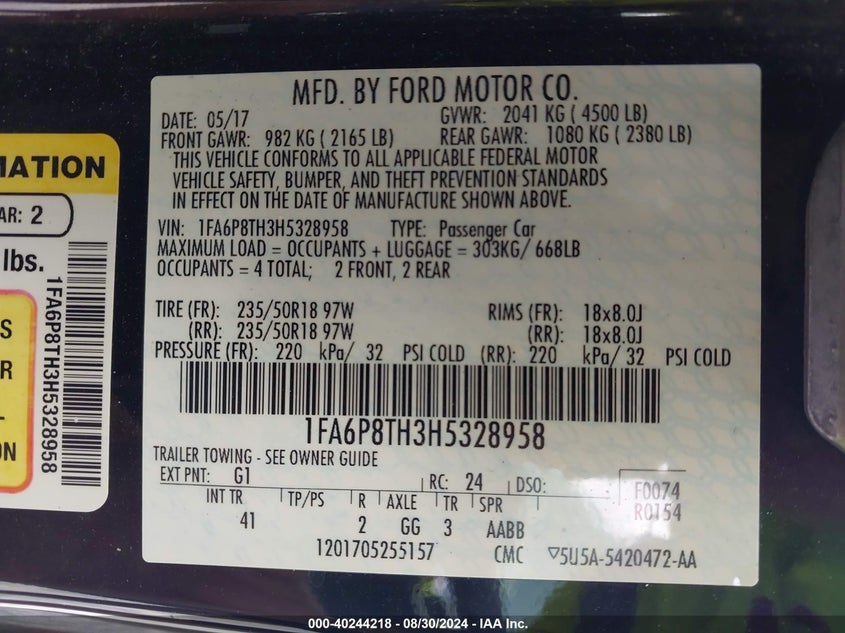 MFD. BY FORD MOTOR CO.
DATE: 05/17 GVWR: 2041 KG ( 4500 LB)
FRONT GAWR: 982 KG ( 2165 LB) REAR GAWR: 1080 KG ( 2380 LB)
THIS VEHICLE CONFORMS TO ALL APPLICABLE FEDERAL MOTOR
VEHICLE SAFETY, BUMPER, AND THEFT PREVENTION STANDARDS
IN EFFECT ON THE DATE OF MANUFACTURE SHOWN ABOVE.
VIN: 1FA6P8TH3H5328958 TYPE: Passenger Car
MAXIMUM LOAD = OCCUPANTS + LUGGAGE = 303KG/ 668LB
OCCUPANTS = 4 TOTAL; 2 FRONT, 2 REAR
TIRE (FR): 235/50R18 97W RIMS (FR): 18x8.0J
(RR): 235/50R18 97W (RR): 18x8.0J
PRESSURE (FR): 220 kPa/ 32 PSI COLD (RR): 220 kPa/ 32 PSI COLD
1FA6P8TH3H5328958
TRAILER TOWING - SEE OWNER GUIDE
EXT PNT: G1 RC: 24 DSO: F0074
INT TR TP/PS R AXLE TR SPR R0154
41 2 GG 3 AABB
1201705255157 CMC ▽5U5A-5420472-AA
MATION
AR: 2
lbs.
1FA6P8TH3H5328958
S
R
L-
ON
000-40244218 - 08/30/2024 - IAA Inc.